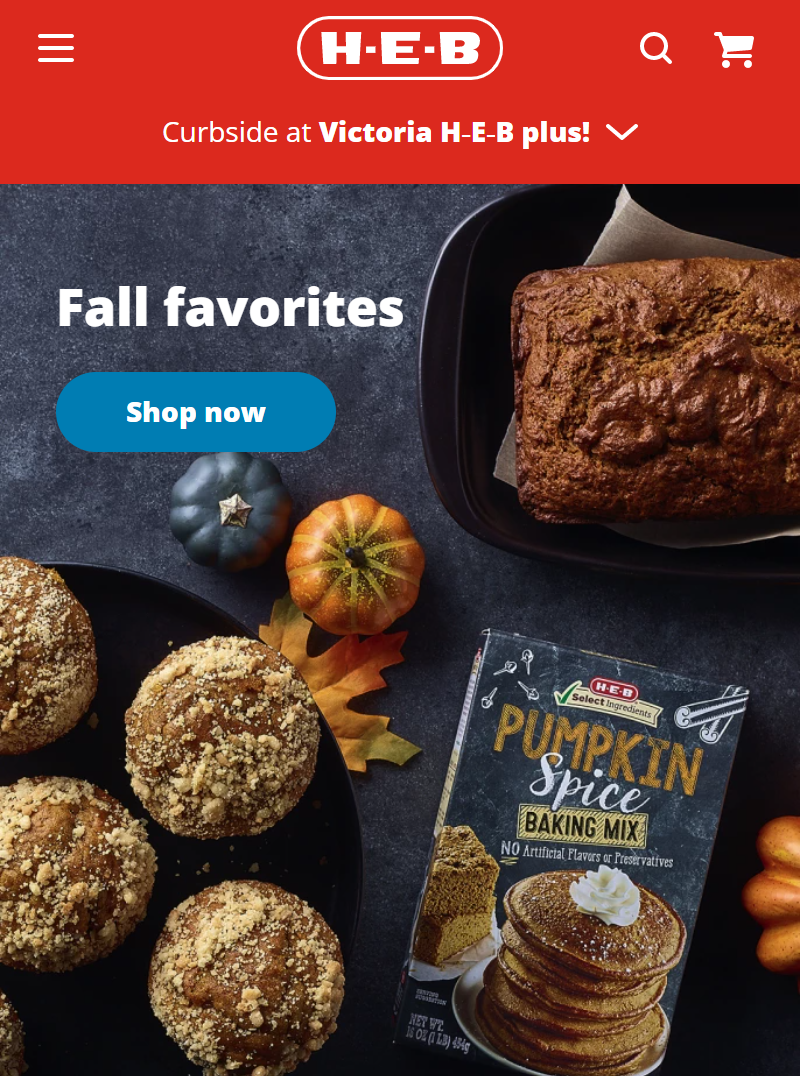 H-E-B
Curbside at Victoria H-E-B plus!
Fall favorites
Shop now
H-E-B
Select Ingredients
PUMPKIN
Spice
BAKING MIX
NO Artificial Flavors or Preservatives
SERVING
SUGGESTION
NET WT.
16 OZ (1 LB) 454g